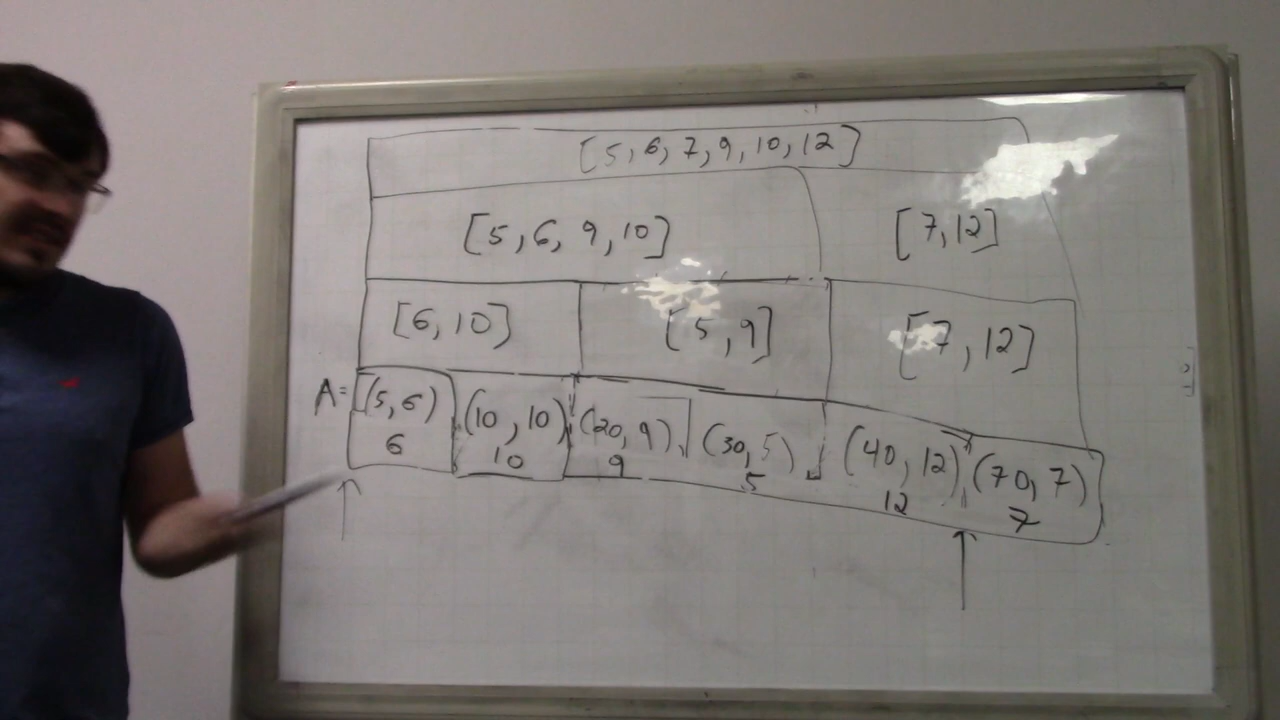 [5, 6, 7, 9, 10, 12]
[5, 6, 9, 10] [7, 12]
[6, 10] [5, 9] [7, 12]
A = [(5, 6), (10, 10), (20, 9), (30, 5), (40, 12), (70, 7)
6 10 9 5 12 7